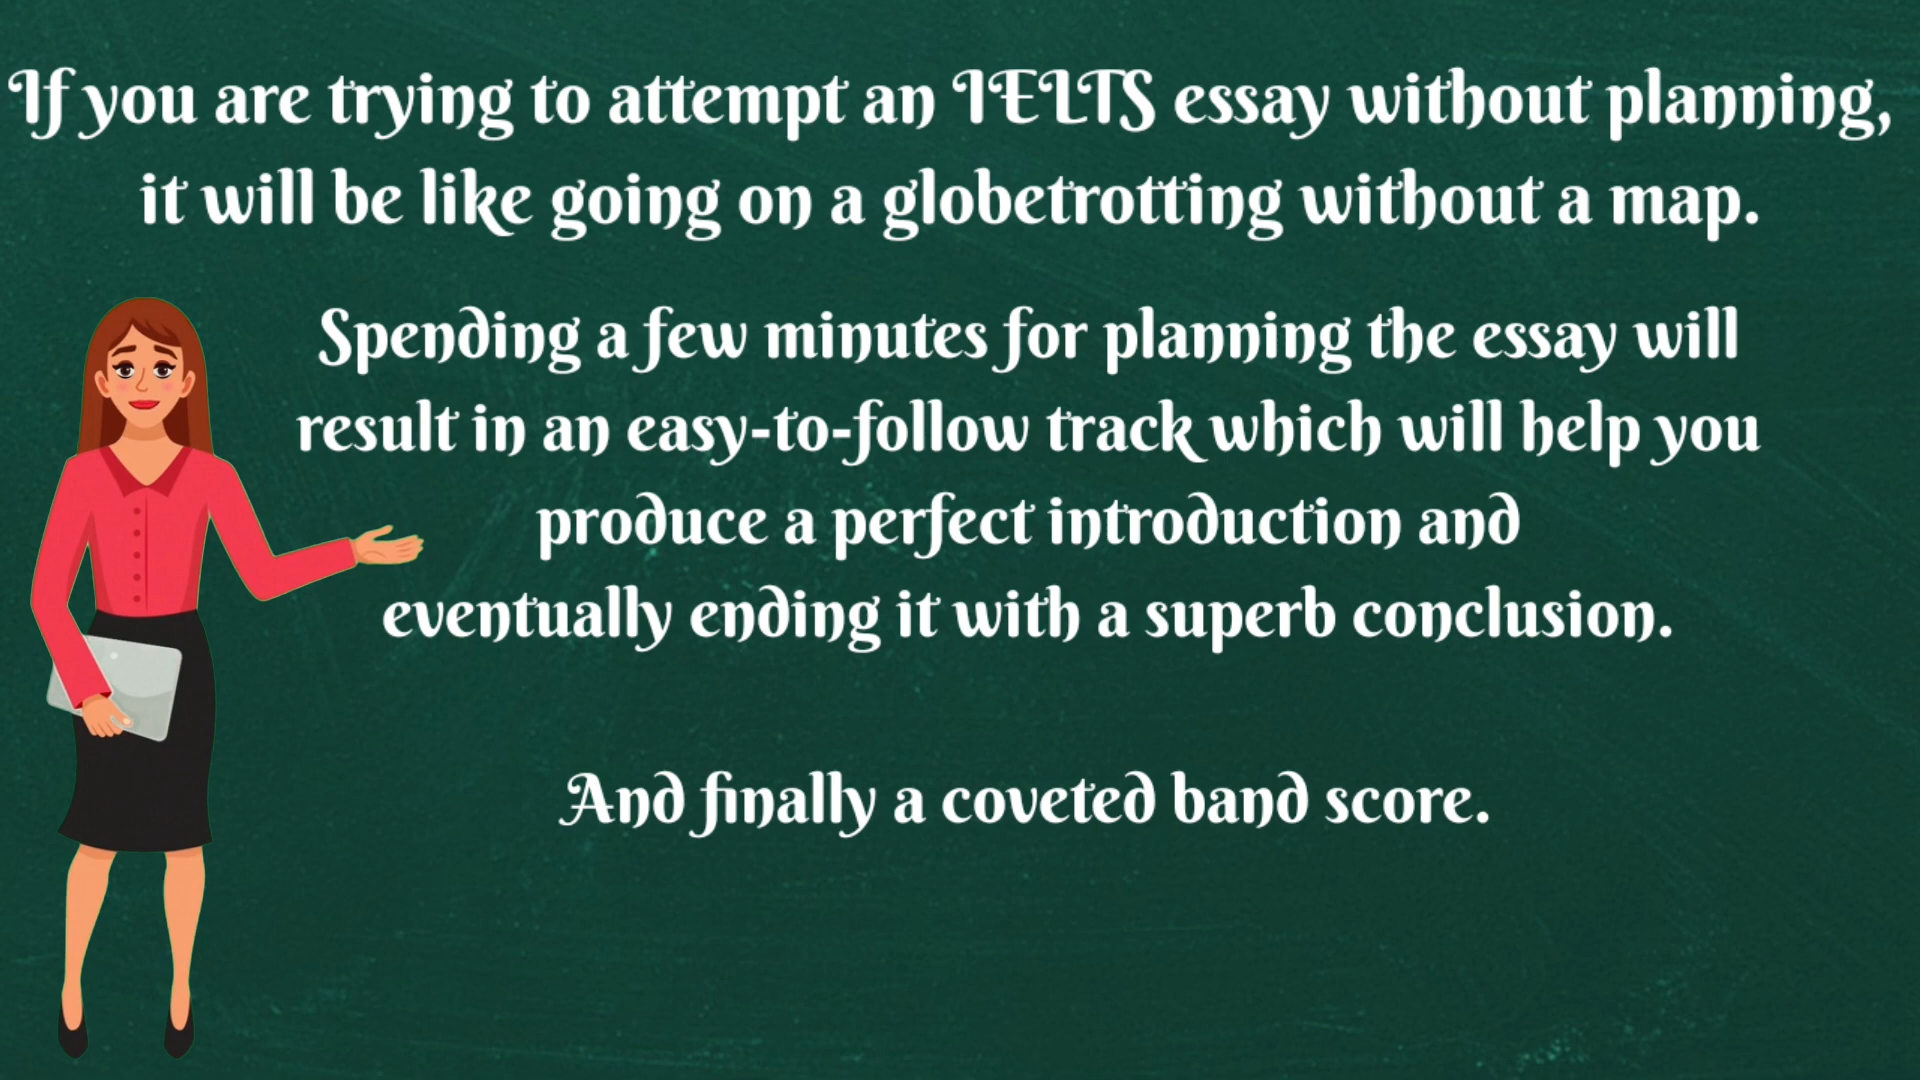 If you are trying to attempt an IELTS essay without planning,
it will be like going on a globetrotting without a map.
Spending a few minutes for planning the essay will
result in an easy-to-follow track which will help you
produce a perfect introduction and
eventually ending it with a superb conclusion.
And finally a coveted band score.